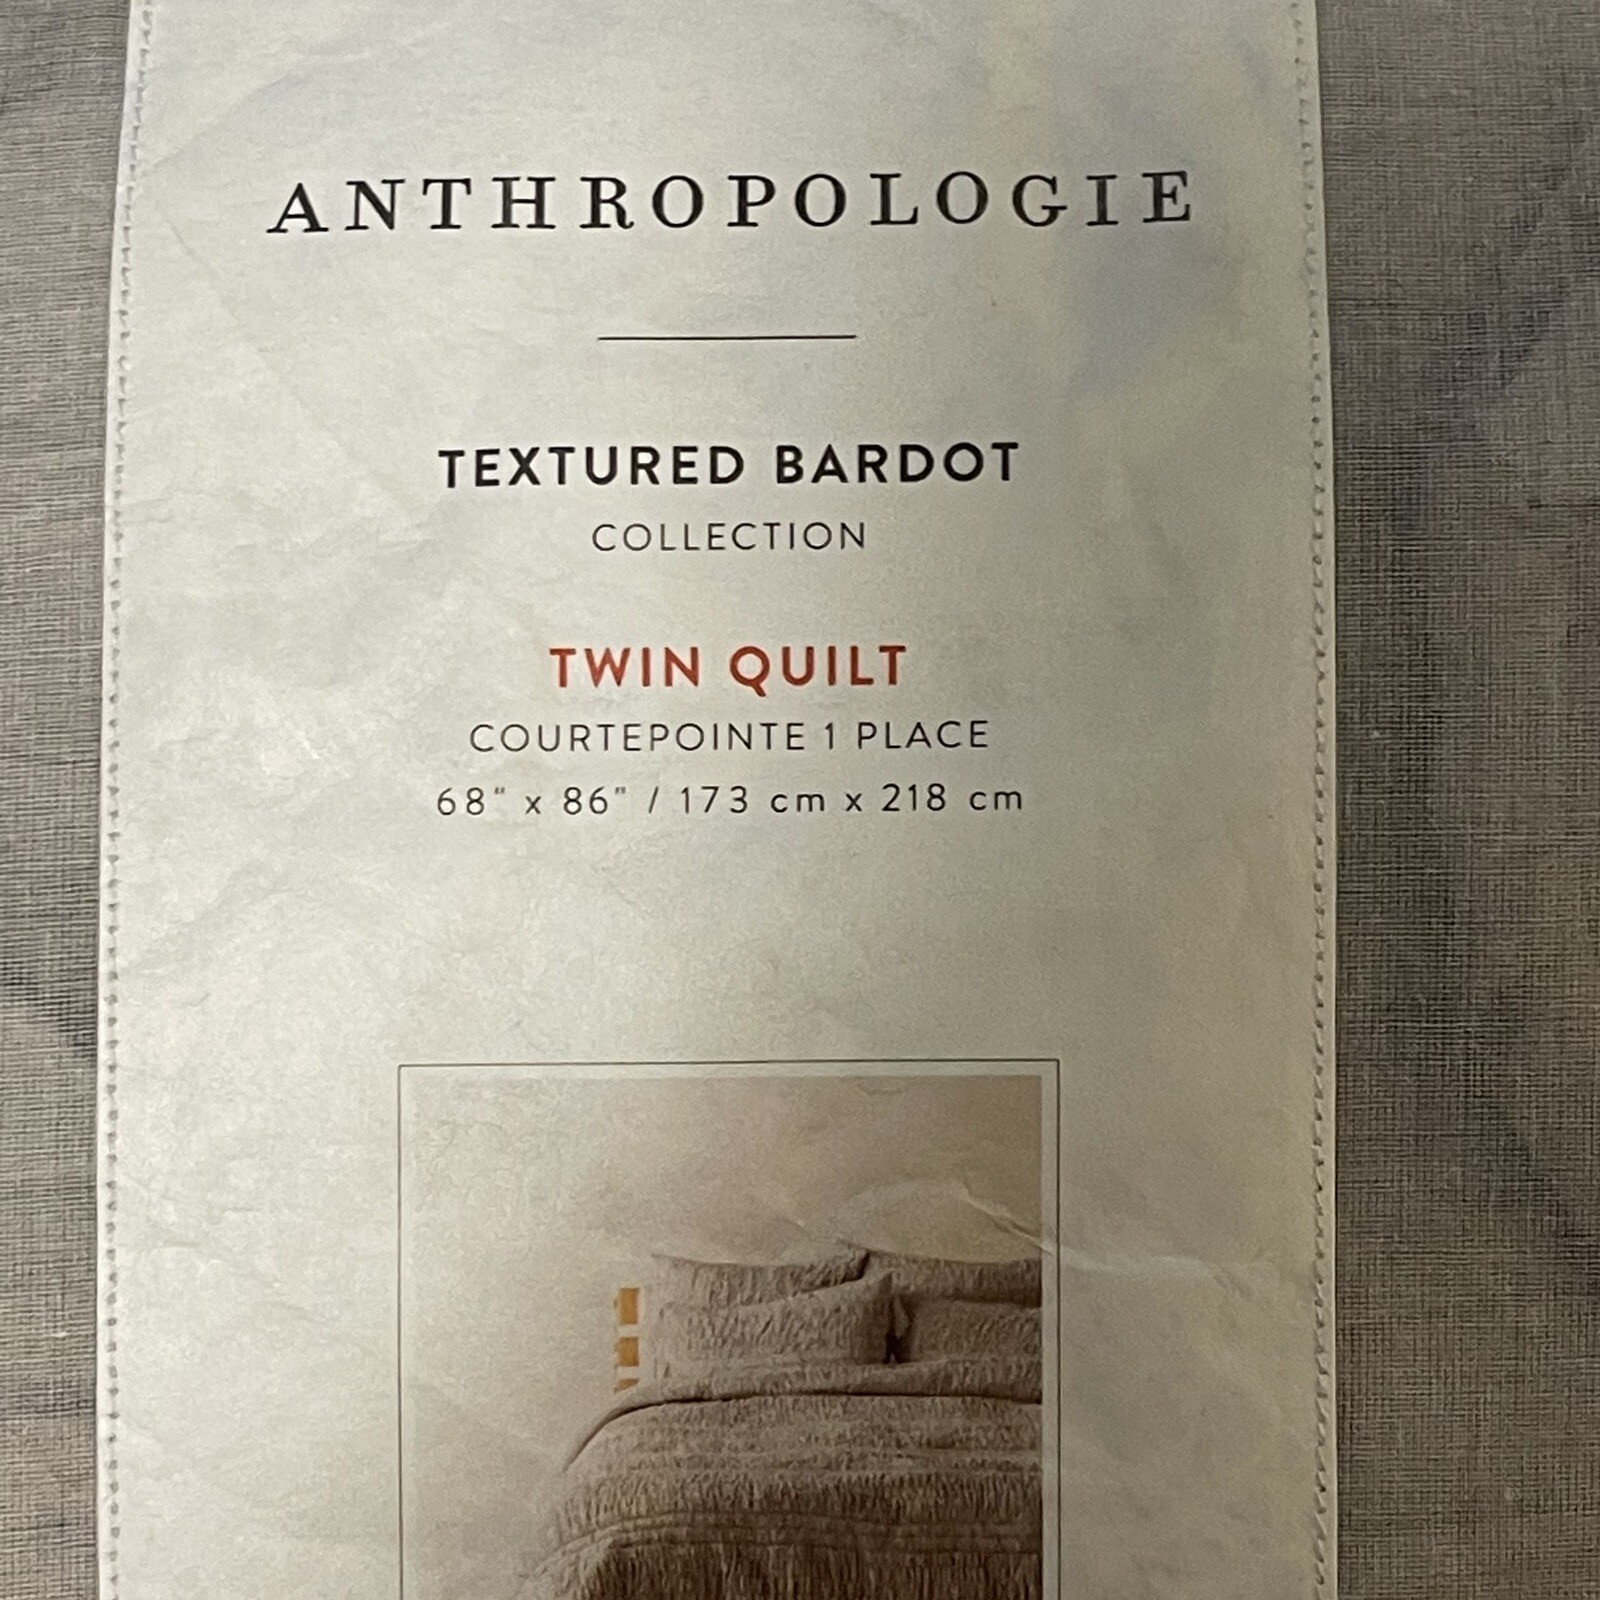 ANTHROPOLOGIE
TEXTURED BARDOT
COLLECTION
TWIN QUILT
COURTEPOINTE 1 PLACE
68" x 86" / 173 cm x 218 cm